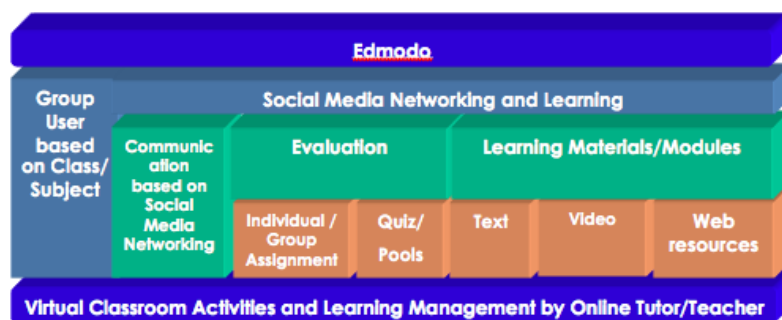 Edmodo
Group
User
based
on Class/
Subject
Social Media Networking and Learning
Communic
ation
based on
Social
Media
Networking
Evaluation
Learning Materials/Modules
Individual /
Group
Assignment
Quiz/
Pools
Text
Video
Web
resources
Virtual Classroom Activities and Learning Management by Online Tutor/Teacher